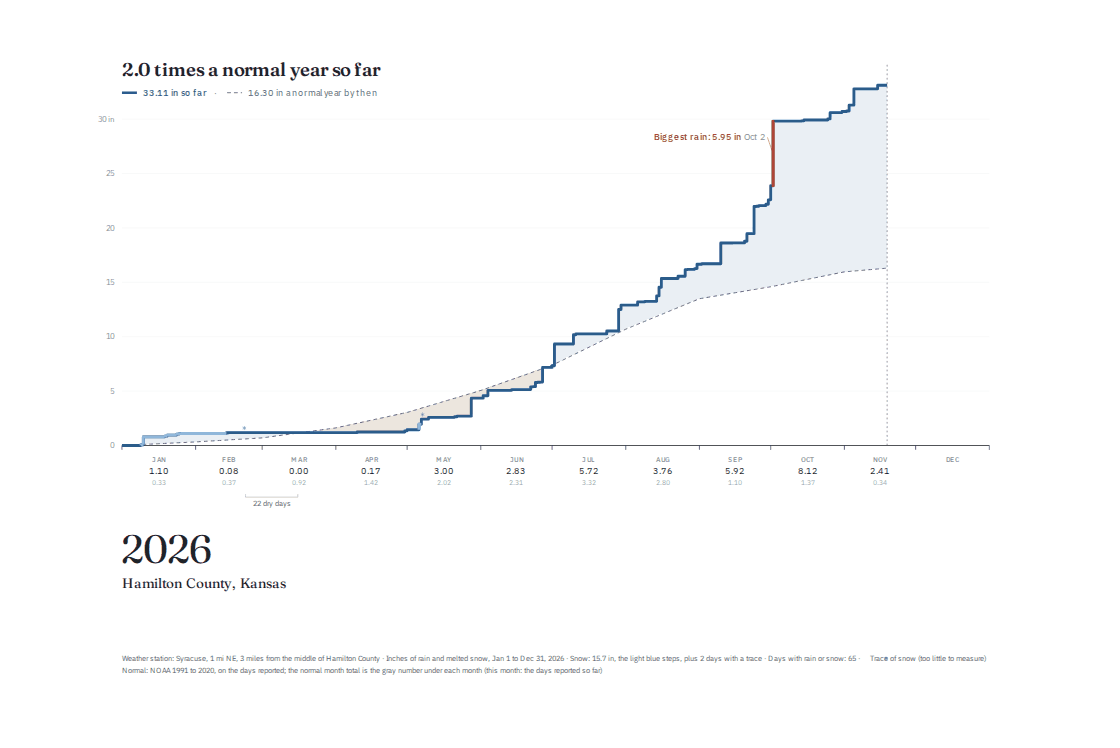 2.0 times a normal year so far
33.11 in so far · 16.30 in a normal year by then
30 in
Biggest rain: 5.95 in Oct 2
25
20
15
10
5
0
JAN FEB MAR APR MAY JUN JUL AUG SEP OCT NOV DEC
1.10 0.08 0.00 0.17 3.00 2.83 5.72 3.76 5.92 8.12 2.41
0.33 0.37 0.92 1.42 2.02 2.31 3.32 2.80 1.10 1.37 0.34
22 dry days
2026
Hamilton County, Kansas
Weather station: Syracuse, 1 mi NE, 3 miles from the middle of Hamilton County · Inches of rain and melted snow, Jan 1 to Dec 31, 2026 · Snow: 15.7 in, the light blue steps, plus 2 days with a trace · Days with rain or snow: 65 · Trace of snow (too little to measure)
Normal: NOAA 1991 to 2020, on the days reported; the normal month total is the gray number under each month (this month: the days reported so far)